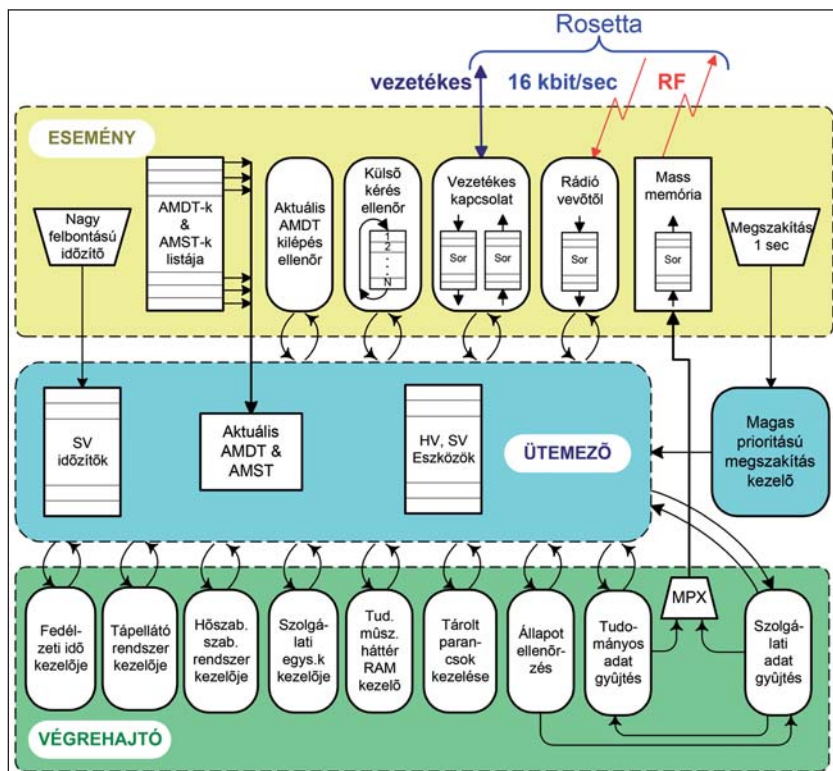 Rosetta
vezetékes
16 kbit/sec
RF
ESEMÉNY
Nagy
felbontású
időzítő
AMDT-k
&
AMST-k
listája
Aktuális
AMDT
kilépés
ellenőr
Külső
kérés
ellenőr
1
2
N
Vezetékes
kapcsolat
Sor
Sor
Rádió
vevőtől
Sor
Mass
memória
Sor
Megszakítás
1 sec
SV
időzítők
Aktuális
AMDT &
AMST
HV, SV
Eszközök
ÜTEMEZŐ
Magas
prioritású
megszakítás
kezelő
Fedél-
zeti idő
kezelője
Tápellátó
rendszer
kezelője
Hőszab.
szab.
rendszer
kezelője
Szolgá-
lati
egys.k
kezelője
Tud.
műsz.
háttér
RAM
kezelő
Tárolt
paran-
csok
kezelése
Állapot
ellenőr-
zés
Tudo-
mányos
adat
gyűjtés
MPX
Szolgá-
lati
adat
gyűjtés
VÉGREHAJTÓ